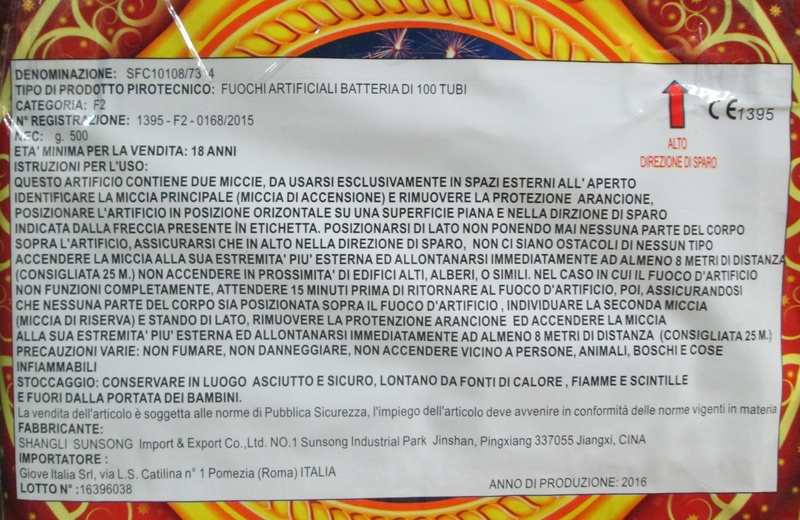 DENOMINAZIONE: SFC10108/73 4
TIPO DI PRODOTTO PIROTECNICO: FUOCHI ARTIFICIALI BATTERIA DI 100 TUBI
CATEGORIA: F2
N° REGISTRAZIONE: 1395 - F2 - 0168/2015
NEC: g. 500
ETA' MINIMA PER LA VENDITA: 18 ANNI
CE 1395
ALTO
DIREZIONE DI SPARO
ISTRUZIONI PER L'USO:
QUESTO ARTIFICIO CONTIENE DUE MICCIE, DA USARSI ESCLUSIVAMENTE IN SPAZI ESTERNI ALL' APERTO
IDENTIFICARE LA MICCIA PRINCIPALE (MICCIA DI ACCENSIONE) E RIMUOVERE LA PROTEZIONE ARANCIONE,
POSIZIONARE L'ARTIFICIO IN POSIZIONE ORIZONTALE SU UNA SUPERFICIE PIANA E NELLA DIRZIONE DI SPARO
INDICATA DALLA FRECCIA PRESENTE ÌN ETICHETTA. POSIZIONARSI DI LATO NON PONENDO MAI NESSUNA PARTE DEL CORPO
SOPRA L'ARTIFICIO, ASSICURARSI CHE IN ALTO NELLA DIREZIONE DI SPARO, NON CI SIANO OSTACOLI DI NESSUN TIPO
ACCENDERE LA MICCIA ALLA SUA ESTREMITA' PIU' ESTERNA ED ALLONTANARSI IMMEDIATAMENTE AD ALMENO 8 METRI DI DISTANZA
(CONSIGLIATA 25 M.) NON ACCENDERE IN PROSSIMITA' DI EDIFICI ALTI, ALBERI, O SIMILI. NEL CASO IN CUI IL FUOCO D'ARTIFICIO
NON FUNZIONI COMPLETAMENTE, ATTENDERE 15 MINUTI PRIMA DI RITORNARE AL FUOCO D'ARTIFICIO, POI, ASSICURANDOSI
CHE NESSUNA PARTE DEL CORPO SIA POSIZIONATA SOPRA IL FUOCO D'ARTIFICIO , INDIVIDUARE LA SECONDA MICCIA
(MICCIA DI RISERVA) E STANDO DI LATO, RIMUOVERE LA PROTENZIONE ARANCIONE ED ACCENDERE LA MICCIA
ALLA SUA ESTREMITA' PIU' ESTERNA ED ALLONTANARSI IMMEDIATAMENTE AD ALMENO 8 METRI DI DISTANZA (CONSIGLIATA 25 M.)
PRECAUZIONI VARIE: NON FUMARE, NON DANNEGGIARE, NON ACCENDERE VICINO A PERSONE, ANIMALI, BOSCHI E COSE
INFIAMMABILI
STOCCAGGIO: CONSERVARE IN LUOGO ASCIUTTO E SICURO, LONTANO DA FONTI DI CALORE , FIAMME E SCINTILLE
E FUORI DALLA PORTATA DEI BAMBINI.
La vendita dell'articolo è soggetta alle norme di Pubblica Sicurezza, l'impiego dell'articolo deve avvenire in conformità delle norme vigenti in materia
FABBRICANTE:
SHANGLI SUNSONG Import & Export Co.,Ltd. NO.1 Sunsong Industrial Park Jinshan, Pingxiang 337055 Jiangxi, CINA
IMPORTATORE :
Giove Italia Srl, via L.S. Catilina n° 1 Pomezia (Roma) ITALIA
LOTTO N° :16396038
ANNO DI PRODUZIONE: 2016